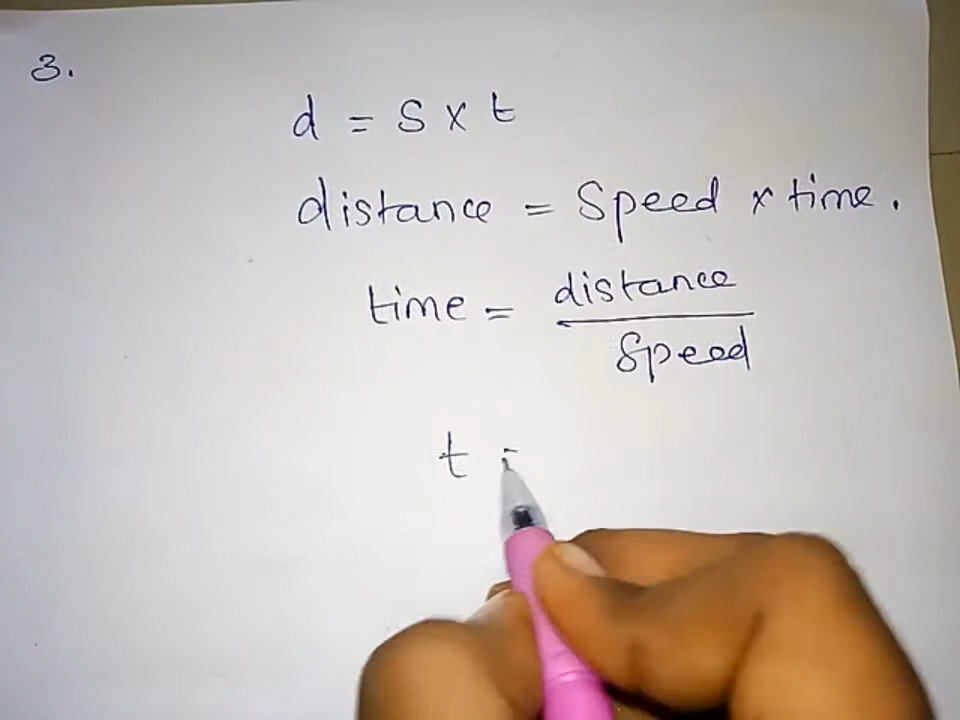 3.
d = S x t
distance = Speed x time.
time = distance
Speed
t =